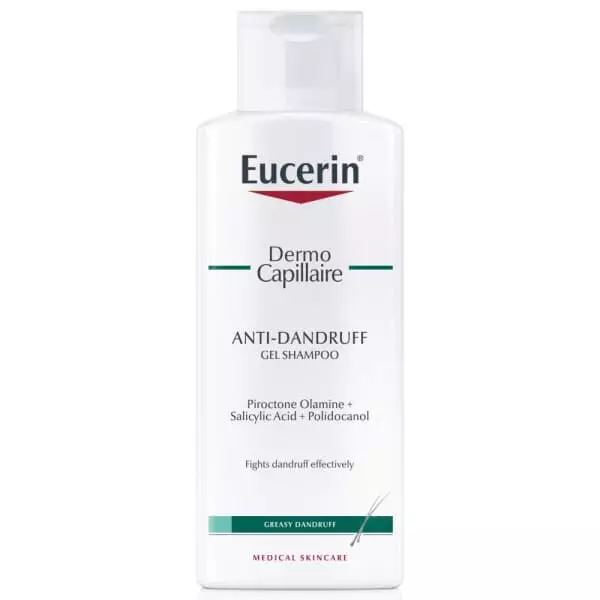 Eucerin®
Dermo
Capillaire
ANTI-DANDRUFF
GEL SHAMPOO
Piroctone Olamine +
Salicylic Acid + Polidocanol
Fights dandruff effectively
GREASY DANDRUFF
MEDICAL SKINCARE